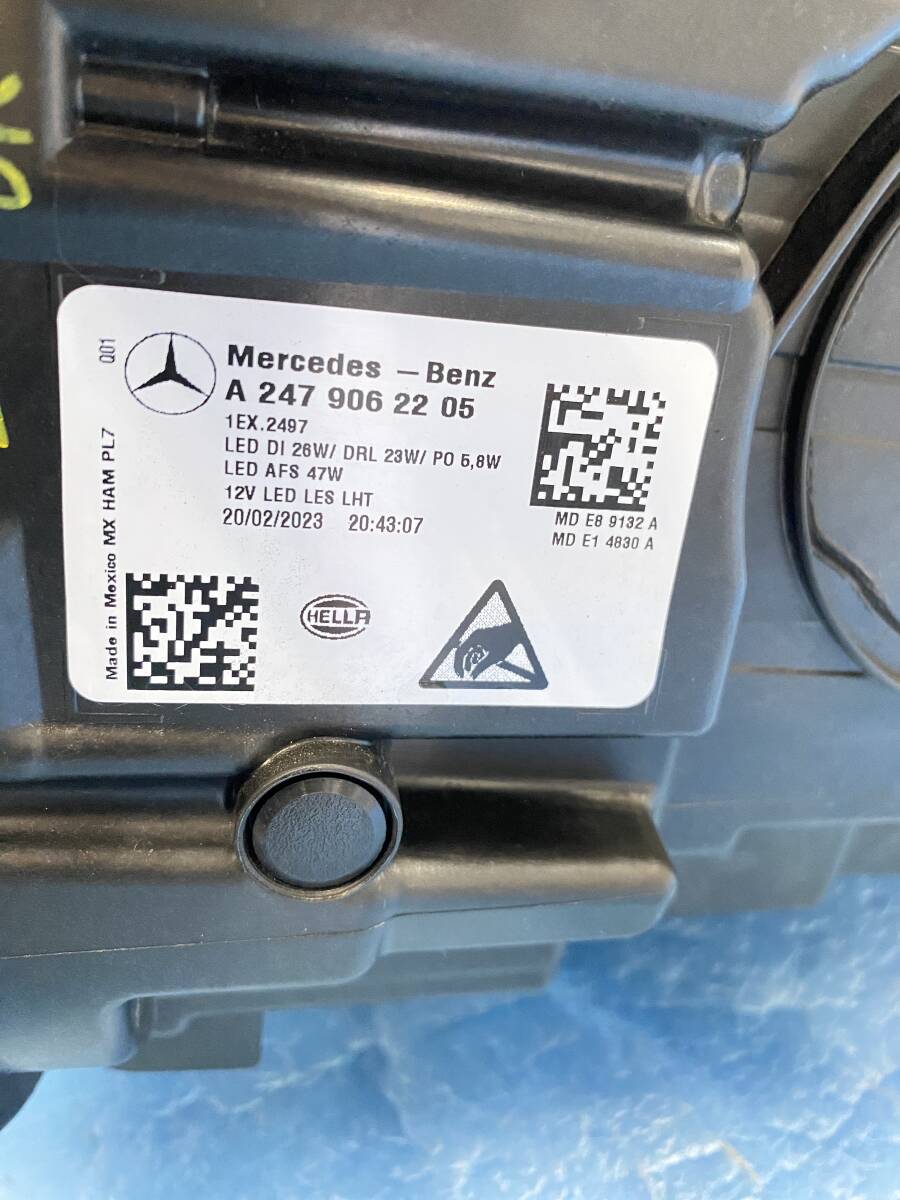 OK
Q01
Made in Mexico MX HAM PL7
Mercedes – Benz
A 247 906 22 05
1EX.2497
LED DI 26W/ DRL 23W/ PO 5,8W
LED AFS 47W
12V LED LES LHT
20/02/2023 20:43:07
MD E8 9132 A
MD E1 4830 A
HELLA